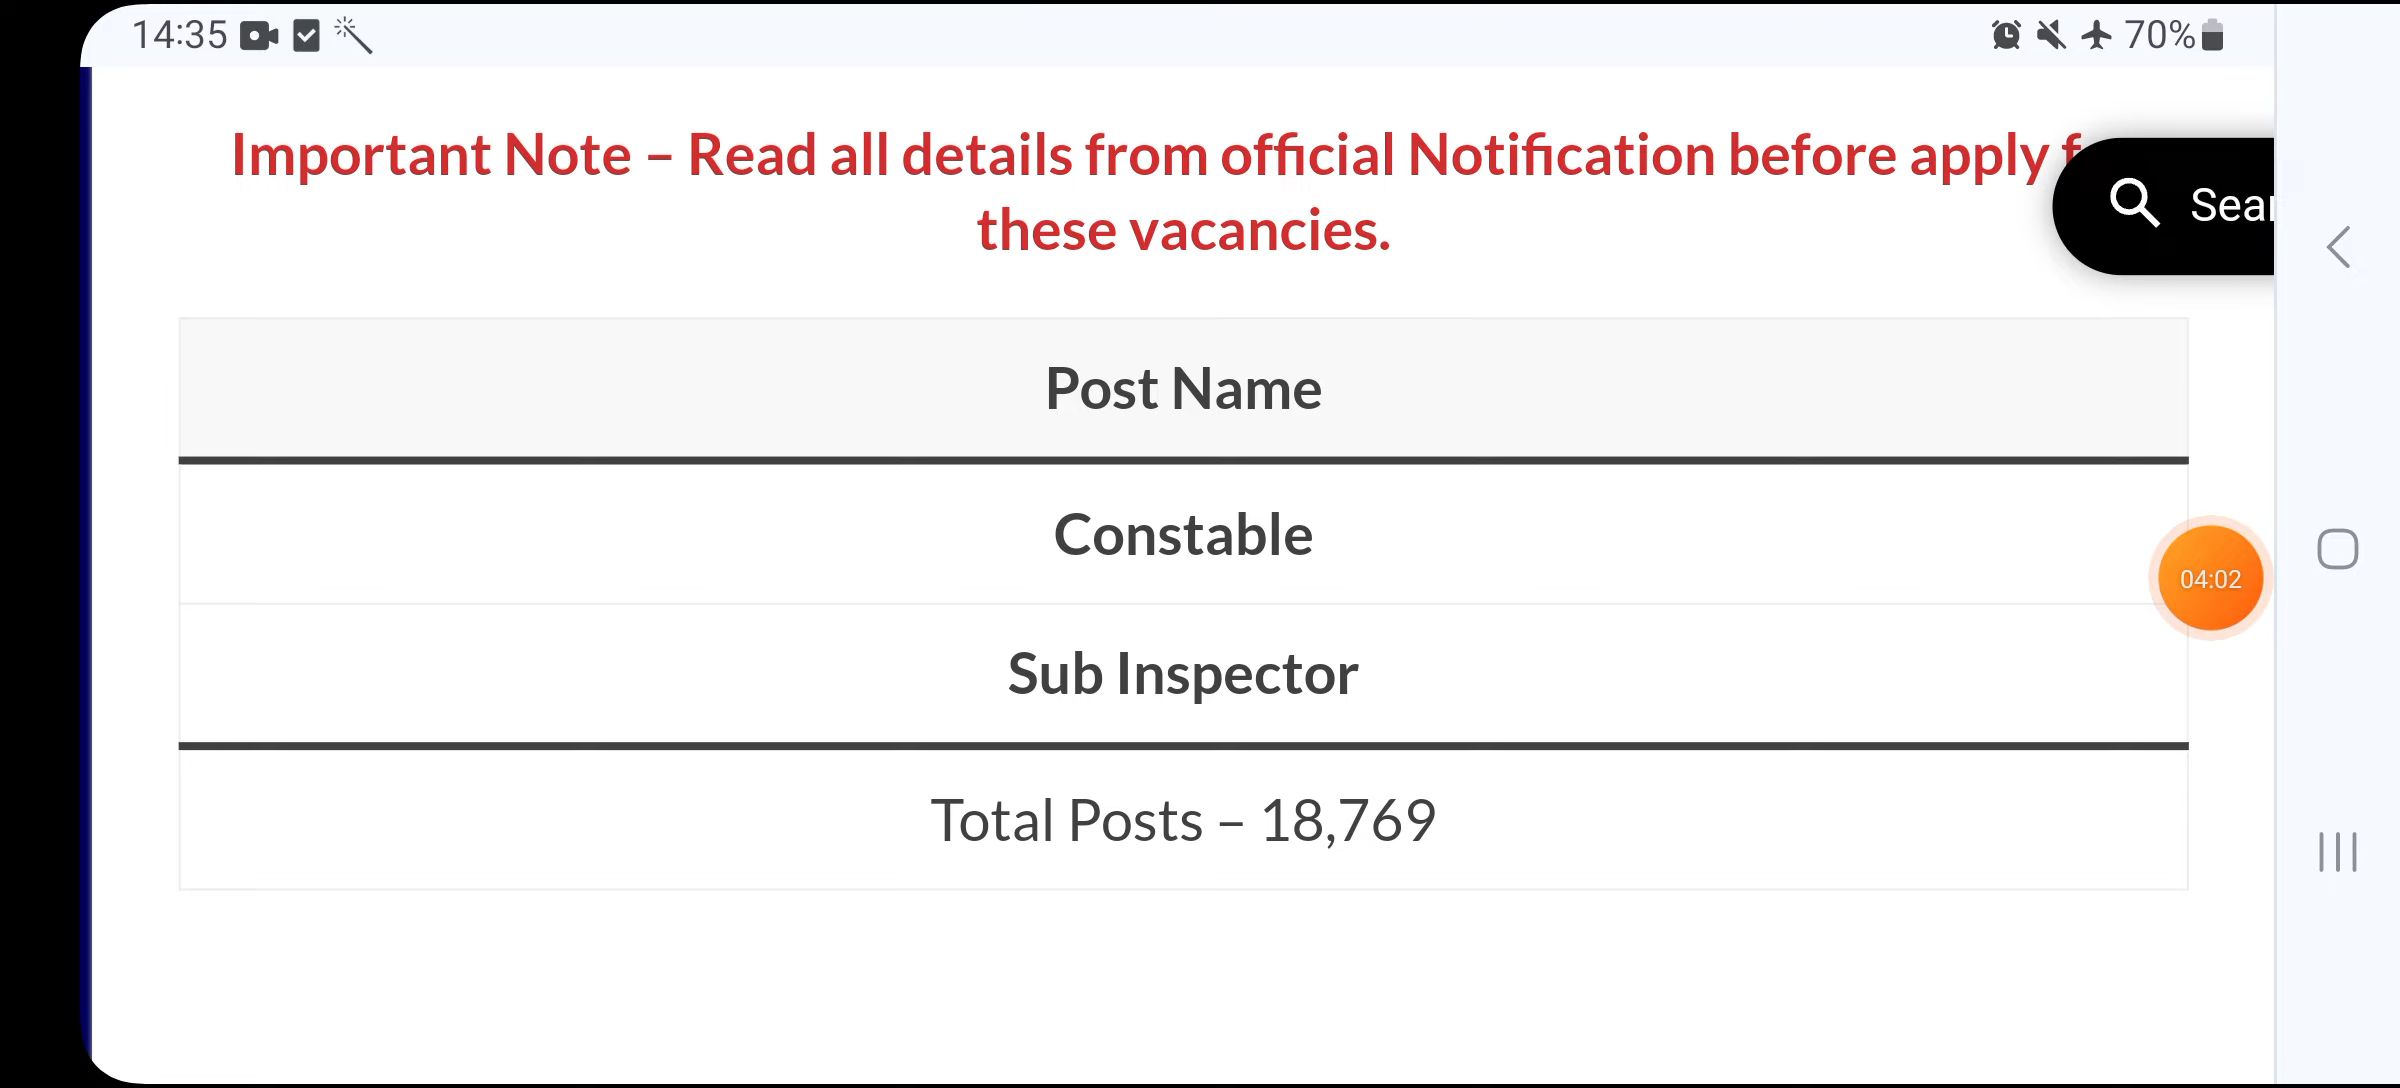 14:35
70%
Important Note – Read all details from official Notification before apply
these vacancies.
Post Name
Constable
Sub Inspector
Total Posts – 18,769
04:02